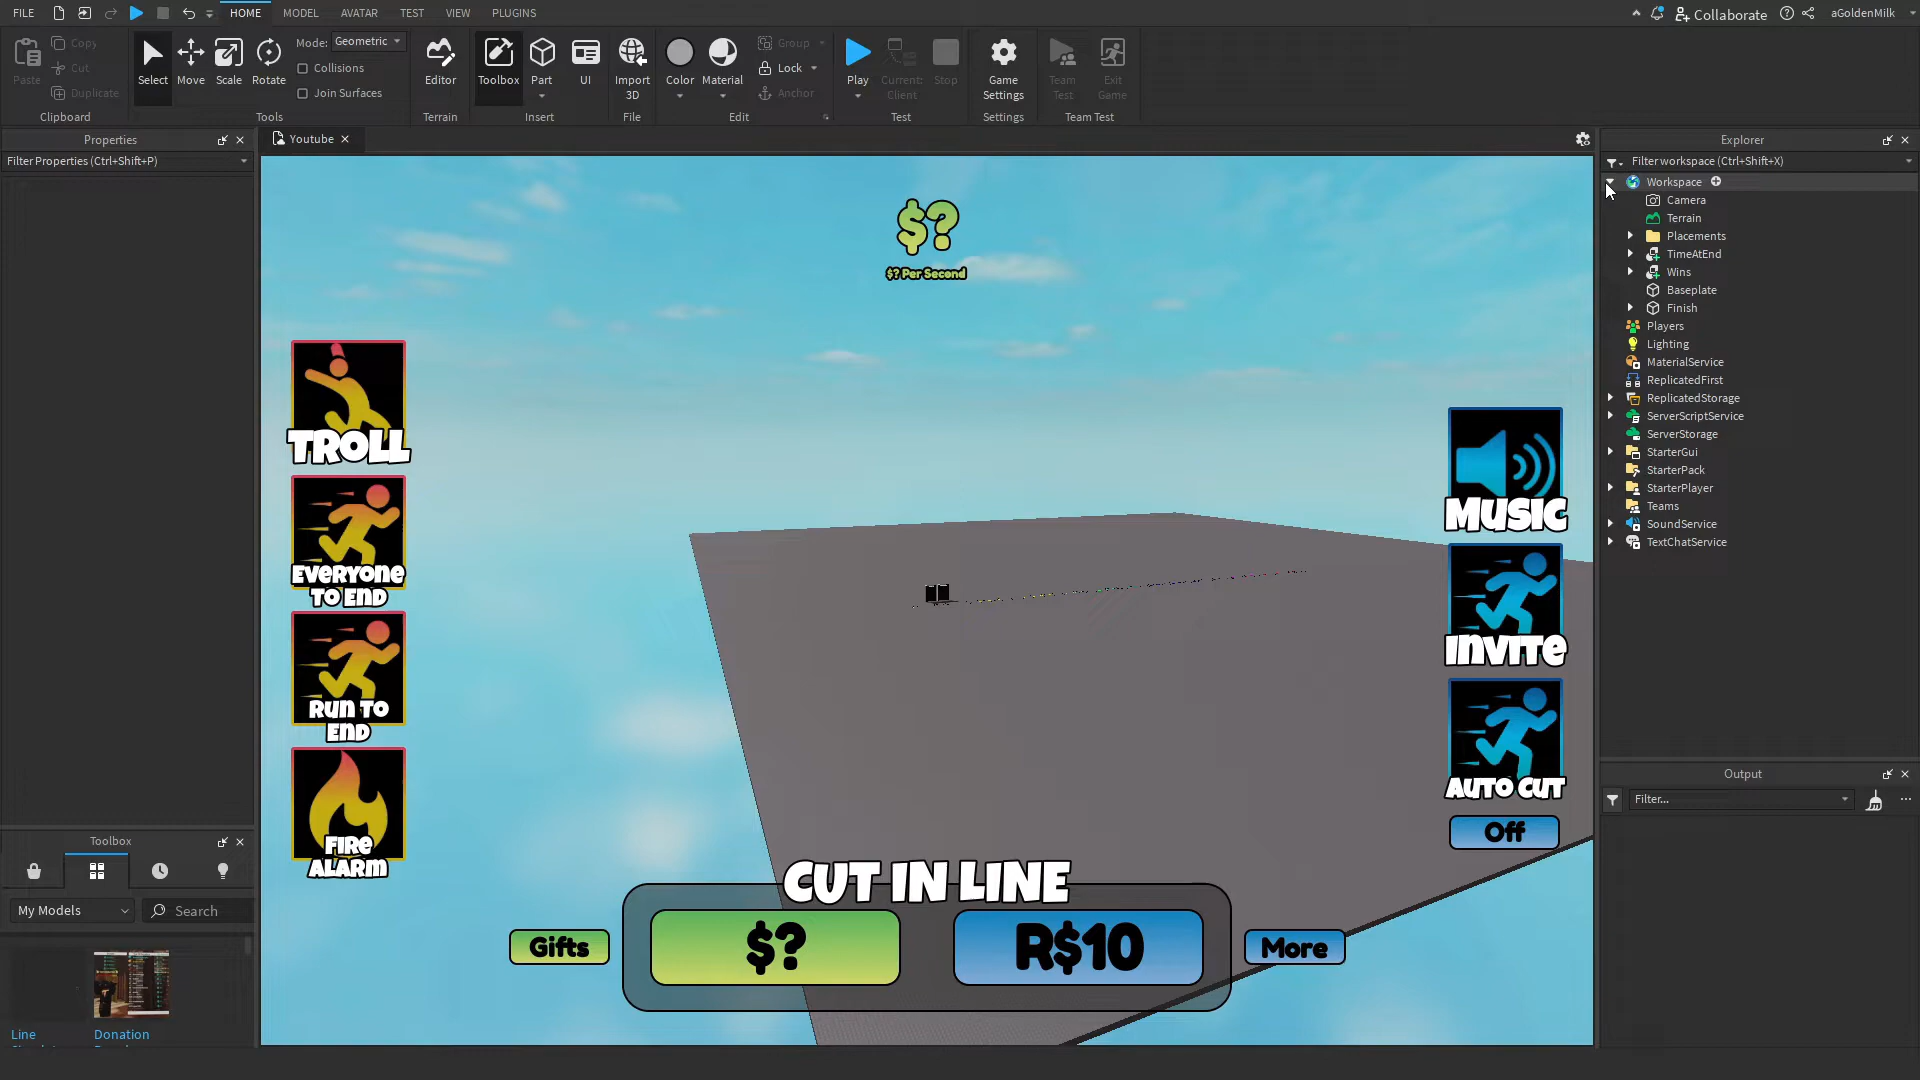 FILE
HOME
MODEL
AVATAR
TEST
VIEW
PLUGINS
Collaborate
aGoldenMilk
Paste
Copy
Cut
Duplicate
Clipboard
Select
Move
Scale
Rotate
Mode:
Geometric
Collisions
Join Surfaces
Tools
Editor
Terrain
Toolbox
Part
UI
Insert
Import
3D
File
Color
Material
Group
Lock
Anchor
Edit
Play
Current:
Client
Stop
Test
Game
Settings
Settings
Team
Test
Exit
Game
Team Test
Properties
Filter Properties (Ctrl+Shift+P)
Youtube
$?
$? Per Second
TROLL
EVERYONE
TO END
RUN TO
END
FIRE
ALARM
MUSIC
INVITE
AUTO CUT
Off
CUT IN LINE
Gifts
$?
R$10
More
Explorer
Filter workspace (Ctrl+Shift+X)
Workspace
Camera
Terrain
Placements
TimeAtEnd
Wins
Baseplate
Finish
Players
Lighting
MaterialService
ReplicatedFirst
ReplicatedStorage
ServerScriptService
ServerStorage
StarterGui
StarterPack
StarterPlayer
Teams
SoundService
TextChatService
Output
Filter...
Toolbox
My Models
Search
Line
Donation